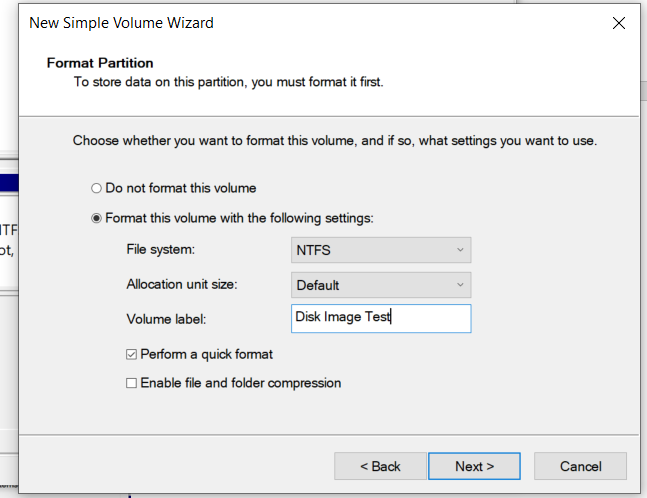 New Simple Volume Wizard
Format Partition
To store data on this partition, you must format it first.
Choose whether you want to format this volume, and if so, what settings you want to use.
Do not format this volume
Format this volume with the following settings:
File system: NTFS
Allocation unit size: Default
Volume label: Disk Image Test
Perform a quick format
Enable file and folder compression
< Back Next > Cancel